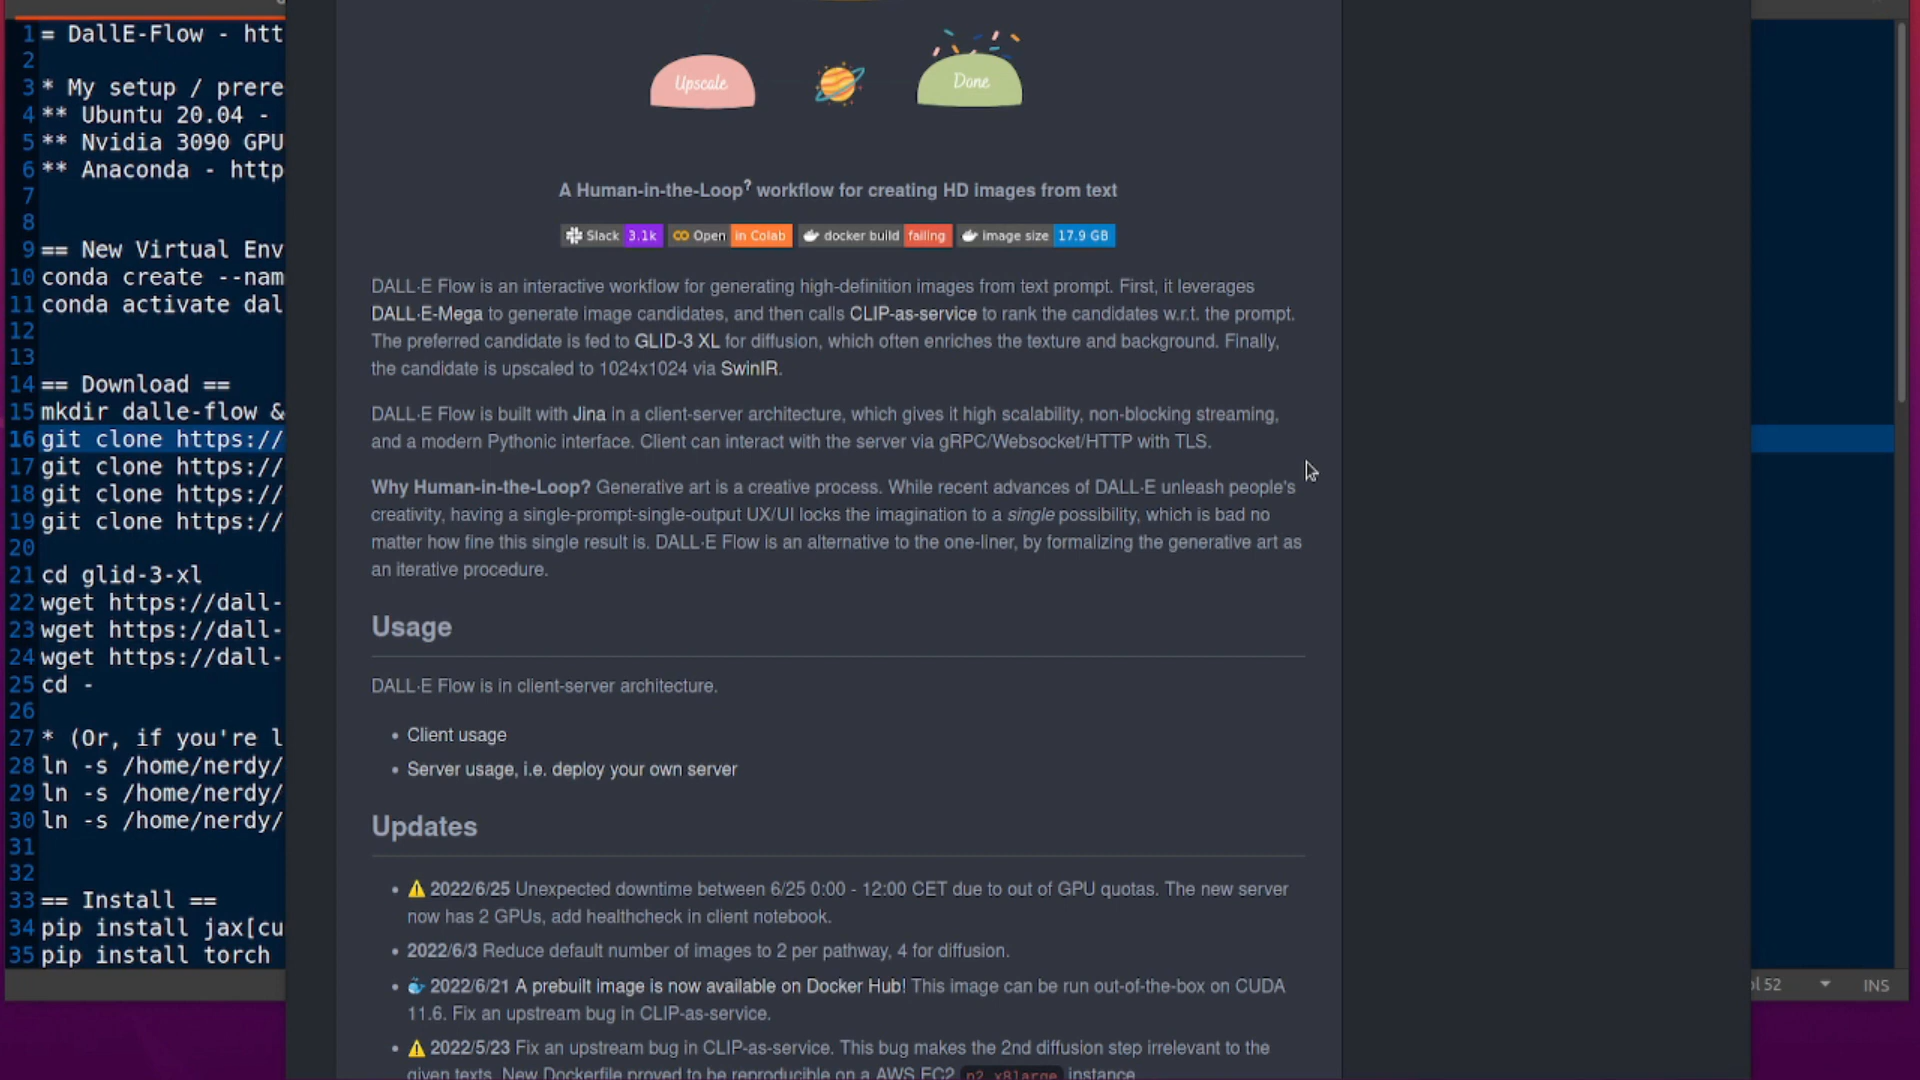 1 = DallE-Flow - htt
2
3 * My setup / prere
4 ** Ubuntu 20.04 -
5 ** Nvidia 3090 GPU
6 ** Anaconda - http
7
8
9 == New Virtual Env
10 conda create --nam
11 conda activate dal
12
13
14 == Download ==
15 mkdir dalle-flow &
16 git clone https://
17 git clone https://
18 git clone https://
19 git clone https://
20
21 cd glid-3-xl
22 wget https://dall-
23 wget https://dall-
24 wget https://dall-
25 cd -
26
27 * (Or, if you're l
28 ln -s /home/nerdy/
29 ln -s /home/nerdy/
30 ln -s /home/nerdy/
31
32
33 == Install ==
34 pip install jax[cu
35 pip install torch
Upscale
Done
A Human-in-the-Loop? workflow for creating HD images from text
Slack 3.1k Open in Colab docker build failing image size 17.9 GB
DALL·E Flow is an interactive workflow for generating high-definition images from text prompt. First, it leverages
DALL·E-Mega to generate image candidates, and then calls CLIP-as-service to rank the candidates w.r.t. the prompt.
The preferred candidate is fed to GLID-3 XL for diffusion, which often enriches the texture and background. Finally,
the candidate is upscaled to 1024x1024 via SwinIR.
DALL·E Flow is built with Jina in a client-server architecture, which gives it high scalability, non-blocking streaming,
and a modern Pythonic interface. Client can interact with the server via gRPC/Websocket/HTTP with TLS.
Why Human-in-the-Loop? Generative art is a creative process. While recent advances of DALL·E unleash people's
creativity, having a single-prompt-single-output UX/UI locks the imagination to a single possibility, which is bad no
matter how fine this single result is. DALL·E Flow is an alternative to the one-liner, by formalizing the generative art as
an iterative procedure.
Usage
DALL·E Flow is in client-server architecture.
• Client usage
• Server usage, i.e. deploy your own server
Updates
• ⚠️ 2022/6/25 Unexpected downtime between 6/25 0:00 - 12:00 CET due to out of GPU quotas. The new server
now has 2 GPUs, add healthcheck in client notebook.
• 2022/6/3 Reduce default number of images to 2 per pathway, 4 for diffusion.
• 🐳 2022/6/21 A prebuilt image is now available on Docker Hub! This image can be run out-of-the-box on CUDA
11.6. Fix an upstream bug in CLIP-as-service.
• ⚠️ 2022/5/23 Fix an upstream bug in CLIP-as-service. This bug makes the 2nd diffusion step irrelevant to the
given texts. New Dockerfile proved to be reproducible on a AWS EC2 p2.x8large instance
ol 52
INS